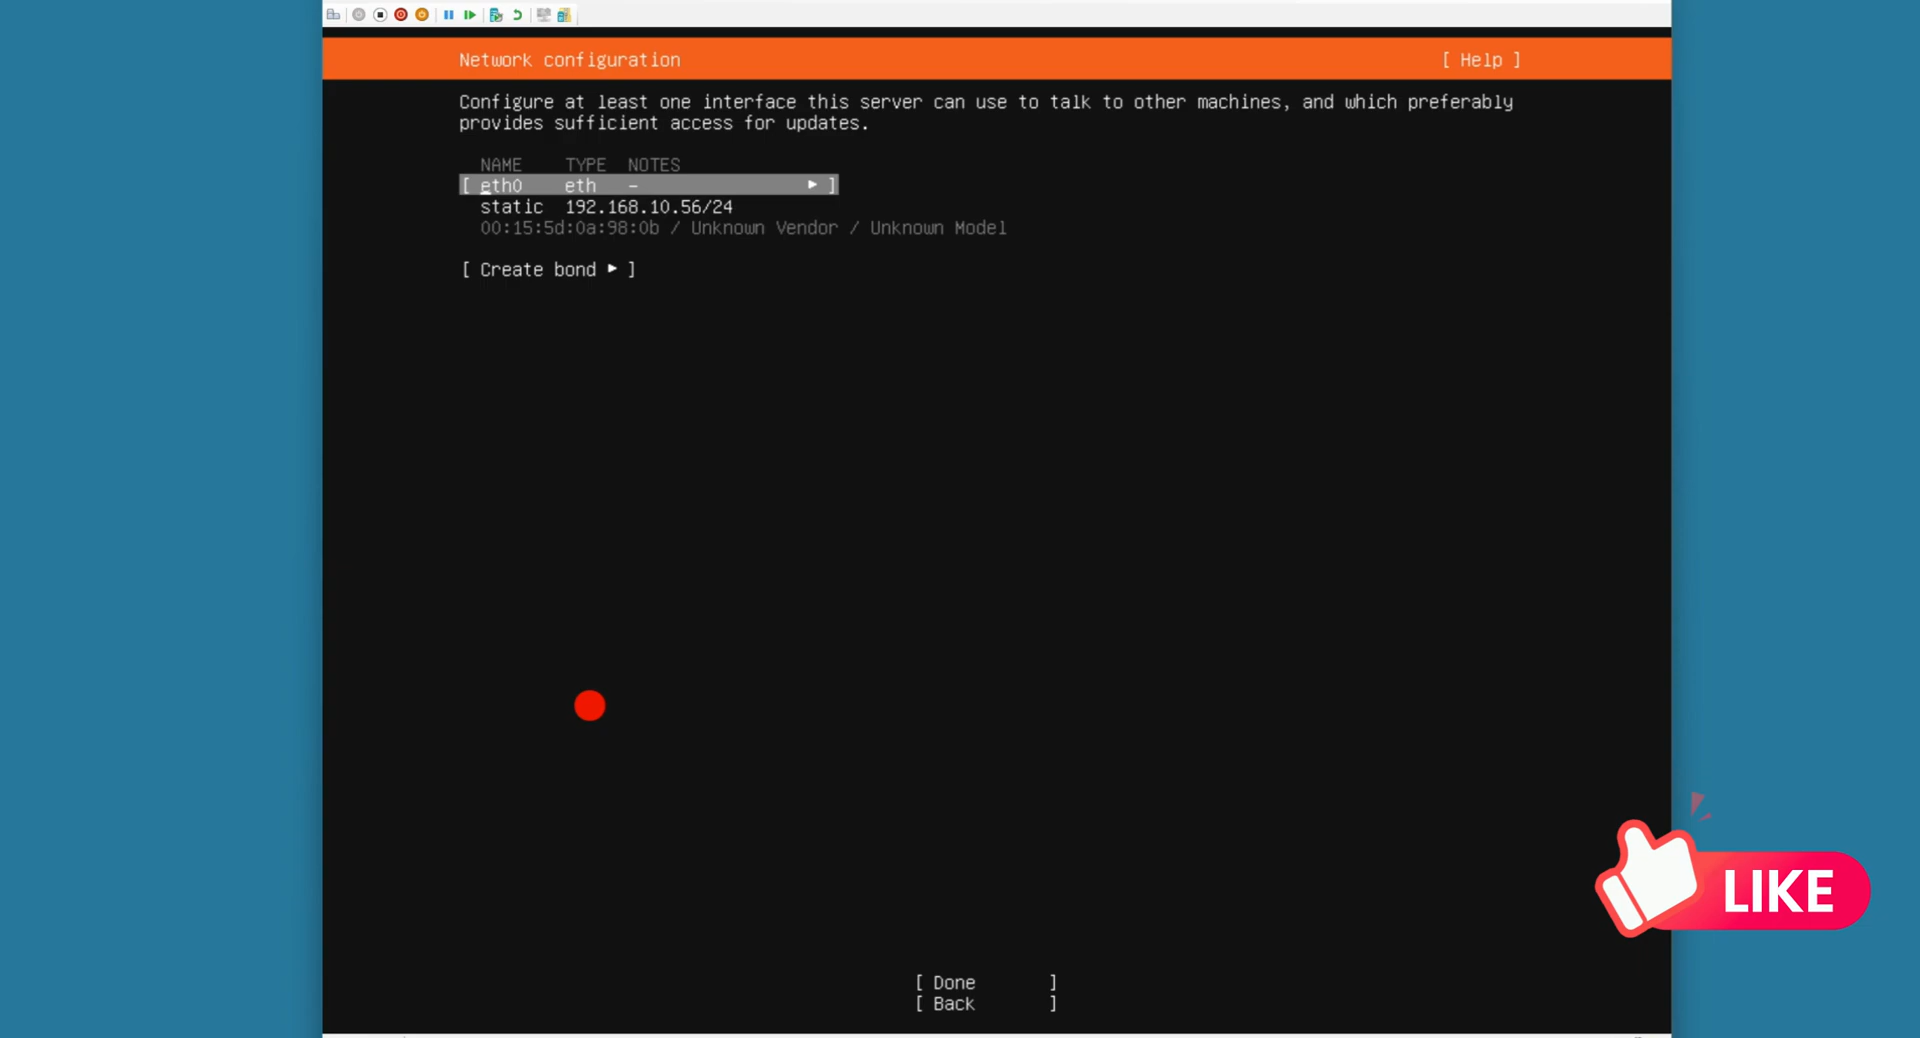 Network configuration [ Help ]
Configure at least one interface this server can use to talk to other machines, and which preferably
provides sufficient access for updates.
NAME TYPE NOTES
[ eth0 eth – ▸ ]
static 192.168.10.56/24
00:15:5d:0a:98:0b / Unknown Vendor / Unknown Model
[ Create bond ▸ ]
LIKE
[ Done ]
[ Back ]